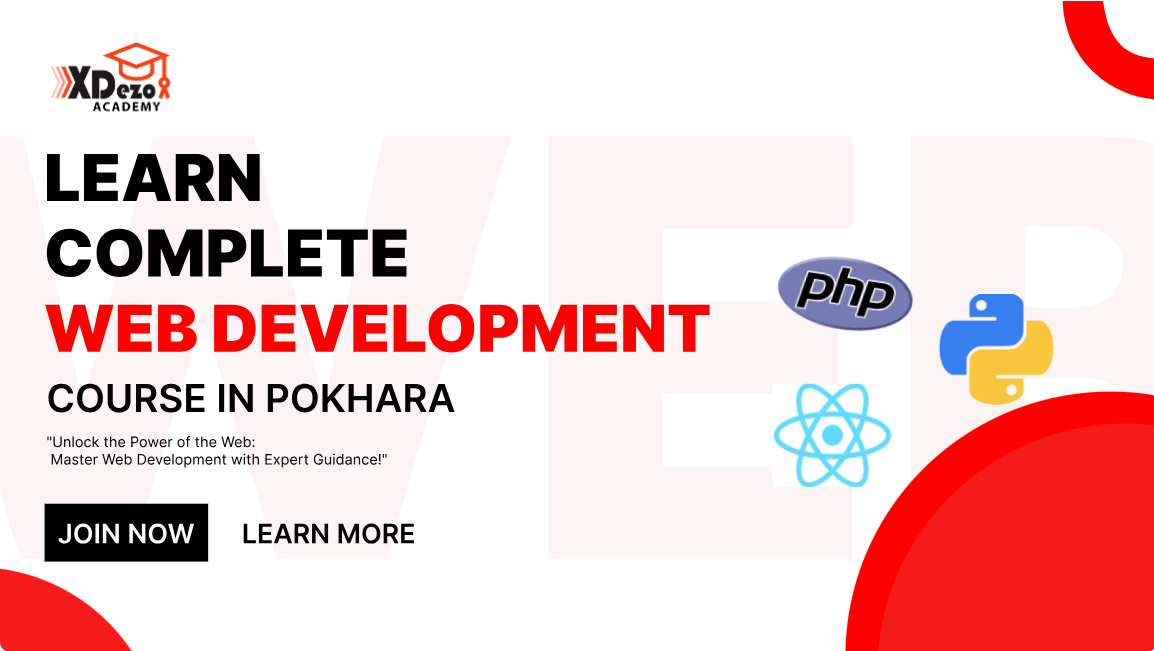 XDezo
ACADEMY
LEARN
COMPLETE
WEB DEVELOPMENT
COURSE IN POKHARA
"Unlock the Power of the Web:
Master Web Development with Expert Guidance!"
JOIN NOW LEARN MORE
php
WEB